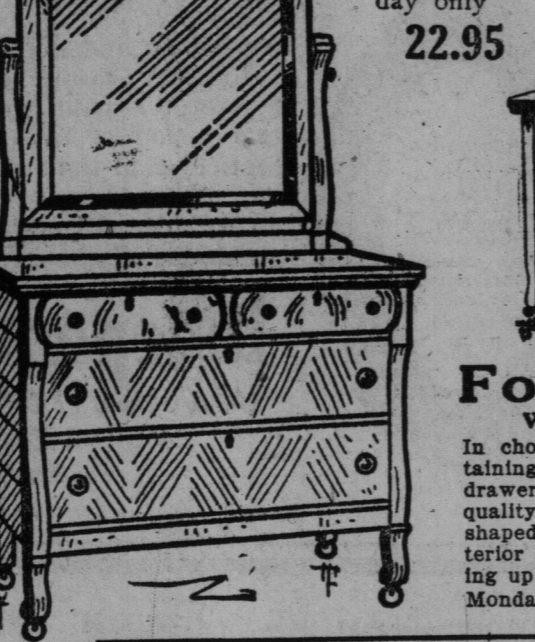 day only
22.95
Fo
In cho
taining
drawer
quality
shaped
terior
ing up
Monda